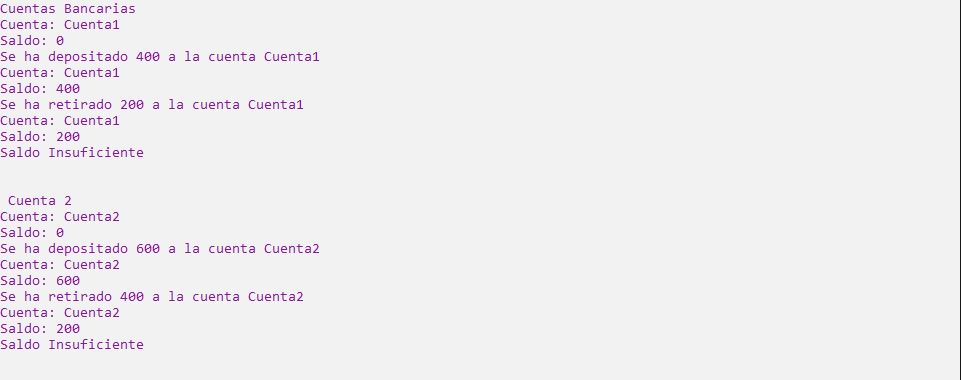 Cuentas Bancarias
Cuenta: Cuenta1
Saldo: 0
Se ha depositado 400 a la cuenta Cuenta1
Cuenta: Cuenta1
Saldo: 400
Se ha retirado 200 a la cuenta Cuenta1
Cuenta: Cuenta1
Saldo: 200
Saldo Insuficiente
Cuenta 2
Cuenta: Cuenta2
Saldo: 0
Se ha depositado 600 a la cuenta Cuenta2
Cuenta: Cuenta2
Saldo: 600
Se ha retirado 400 a la cuenta Cuenta2
Cuenta: Cuenta2
Saldo: 200
Saldo Insuficiente